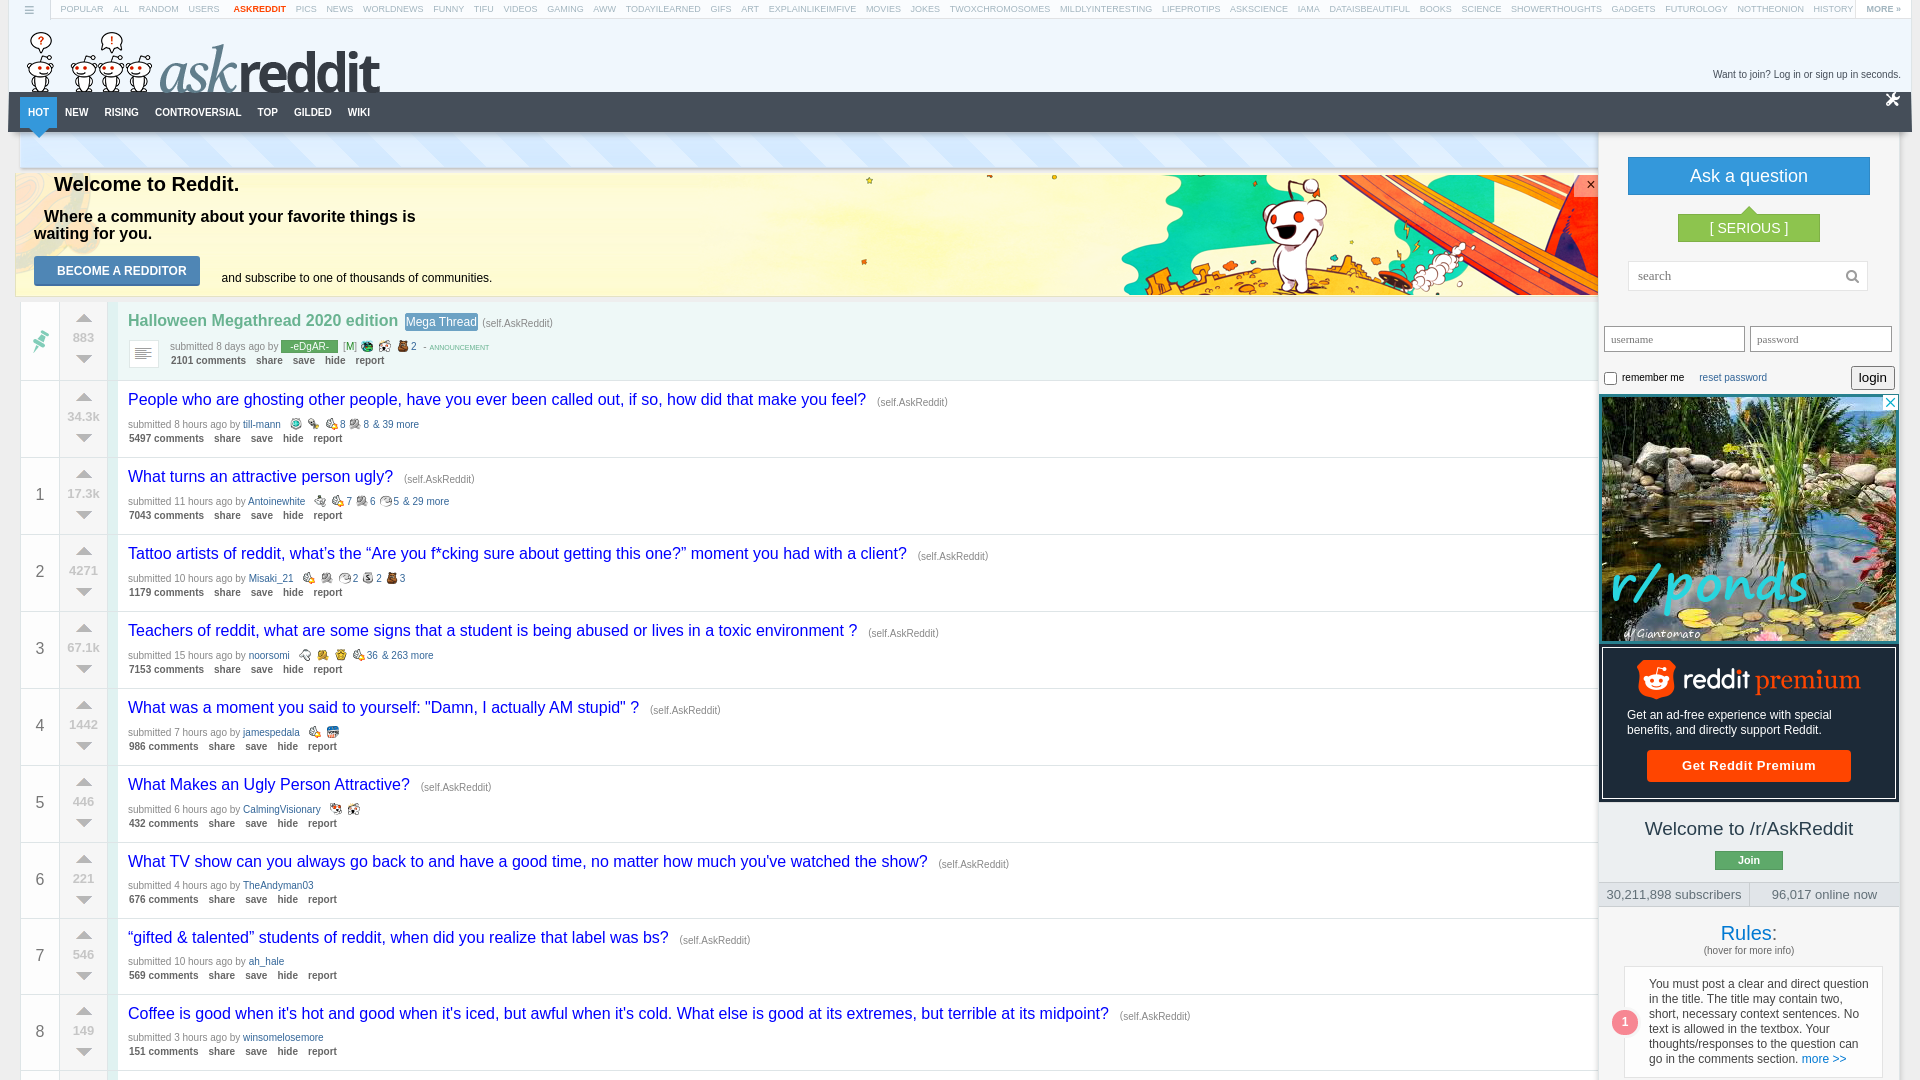 POPULAR ALL RANDOM USERS ASKREDDIT PICS NEWS WORLDNEWS FUNNY TIFU VIDEOS GAMING AWW TODAYILEARNED GIFS ART EXPLAINLIKEIMFIVE MOVIES JOKES TWOXCHROMOSOMES MILDLYINTERESTING LIFEPROTIPS ASKSCIENCE IAMA DATAISBEAUTIFUL BOOKS SCIENCE SHOWERTHOUGHTS GADGETS FUTUROLOGY NOTTHEONION HISTORY MORE »
? !
askreddit
Want to join? Log in or sign up in seconds.
HOT NEW RISING CONTROVERSIAL TOP GILDED WIKI
Welcome to Reddit.
Where a community about your favorite things is
waiting for you.
BECOME A REDDITOR and subscribe to one of thousands of communities.
×
883
Halloween Megathread 2020 edition Mega Thread (self.AskReddit)
submitted 8 days ago by -eDgAR- [M] 2 - ANNOUNCEMENT
2101 comments share save hide report
34.3k
People who are ghosting other people, have you ever been called out, if so, how did that make you feel? (self.AskReddit)
submitted 8 hours ago by till-mann 8 8 & 39 more
5497 comments share save hide report
1
17.3k
What turns an attractive person ugly? (self.AskReddit)
submitted 11 hours ago by Antoinewhite 7 6 5 & 29 more
7043 comments share save hide report
2
4271
Tattoo artists of reddit, what’s the “Are you f*cking sure about getting this one?” moment you had with a client? (self.AskReddit)
submitted 10 hours ago by Misaki_21 2 2 3
1179 comments share save hide report
3
67.1k
Teachers of reddit, what are some signs that a student is being abused or lives in a toxic environment ? (self.AskReddit)
submitted 15 hours ago by noorsomi 36 & 263 more
7153 comments share save hide report
4
1442
What was a moment you said to yourself: "Damn, I actually AM stupid" ? (self.AskReddit)
submitted 7 hours ago by jamespedala
986 comments share save hide report
5
446
What Makes an Ugly Person Attractive? (self.AskReddit)
submitted 6 hours ago by CalmingVisionary
432 comments share save hide report
6
221
What TV show can you always go back to and have a good time, no matter how much you've watched the show? (self.AskReddit)
submitted 4 hours ago by TheAndyman03
676 comments share save hide report
7
546
“gifted & talented” students of reddit, when did you realize that label was bs? (self.AskReddit)
submitted 10 hours ago by ah_hale
569 comments share save hide report
8
149
Coffee is good when it's hot and good when it's iced, but awful when it's cold. What else is good at its extremes, but terrible at its midpoint? (self.AskReddit)
submitted 3 hours ago by winsomelosemore
151 comments share save hide report
Ask a question
[ SERIOUS ]
search
username password
remember me reset password login
r/ponds
u/Giantomato
reddit premium
Get an ad-free experience with special
benefits, and directly support Reddit.
Get Reddit Premium
Welcome to /r/AskReddit
Join
30,211,898 subscribers 96,017 online now
Rules:
(hover for more info)
1
You must post a clear and direct question
in the title. The title may contain two,
short, necessary context sentences. No
text is allowed in the textbox. Your
thoughts/responses to the question can
go in the comments section. more >>